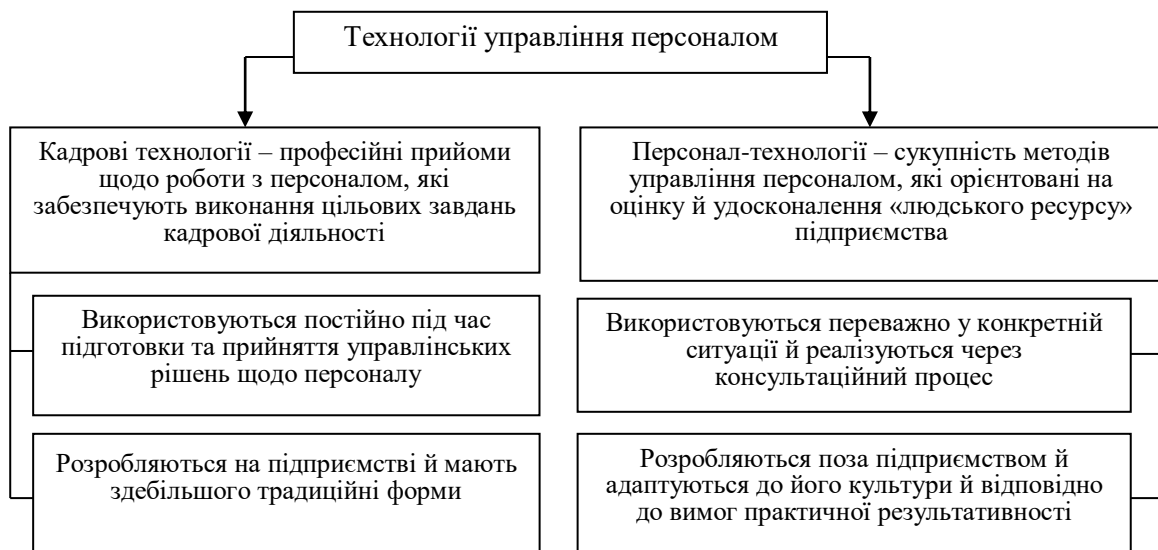 Технології управління персоналом
Кадрові технології – професійні прийоми
щодо роботи з персоналом, які
забезпечують виконання цільових завдань
кадрової діяльності
Персонал-технології – сукупність методів
управління персоналом, які орієнтовані на
оцінку й удосконалення «людського ресурсу»
підприємства
Використовуються постійно під час
підготовки та прийняття управлінських
рішень щодо персоналу
Використовуються переважно у конкретній
ситуації й реалізуються через
консультаційний процес
Розробляються на підприємстві й мають
здебільшого традиційні форми
Розробляються поза підприємством й
адаптуються до його культури й відповідно
до вимог практичної результативності